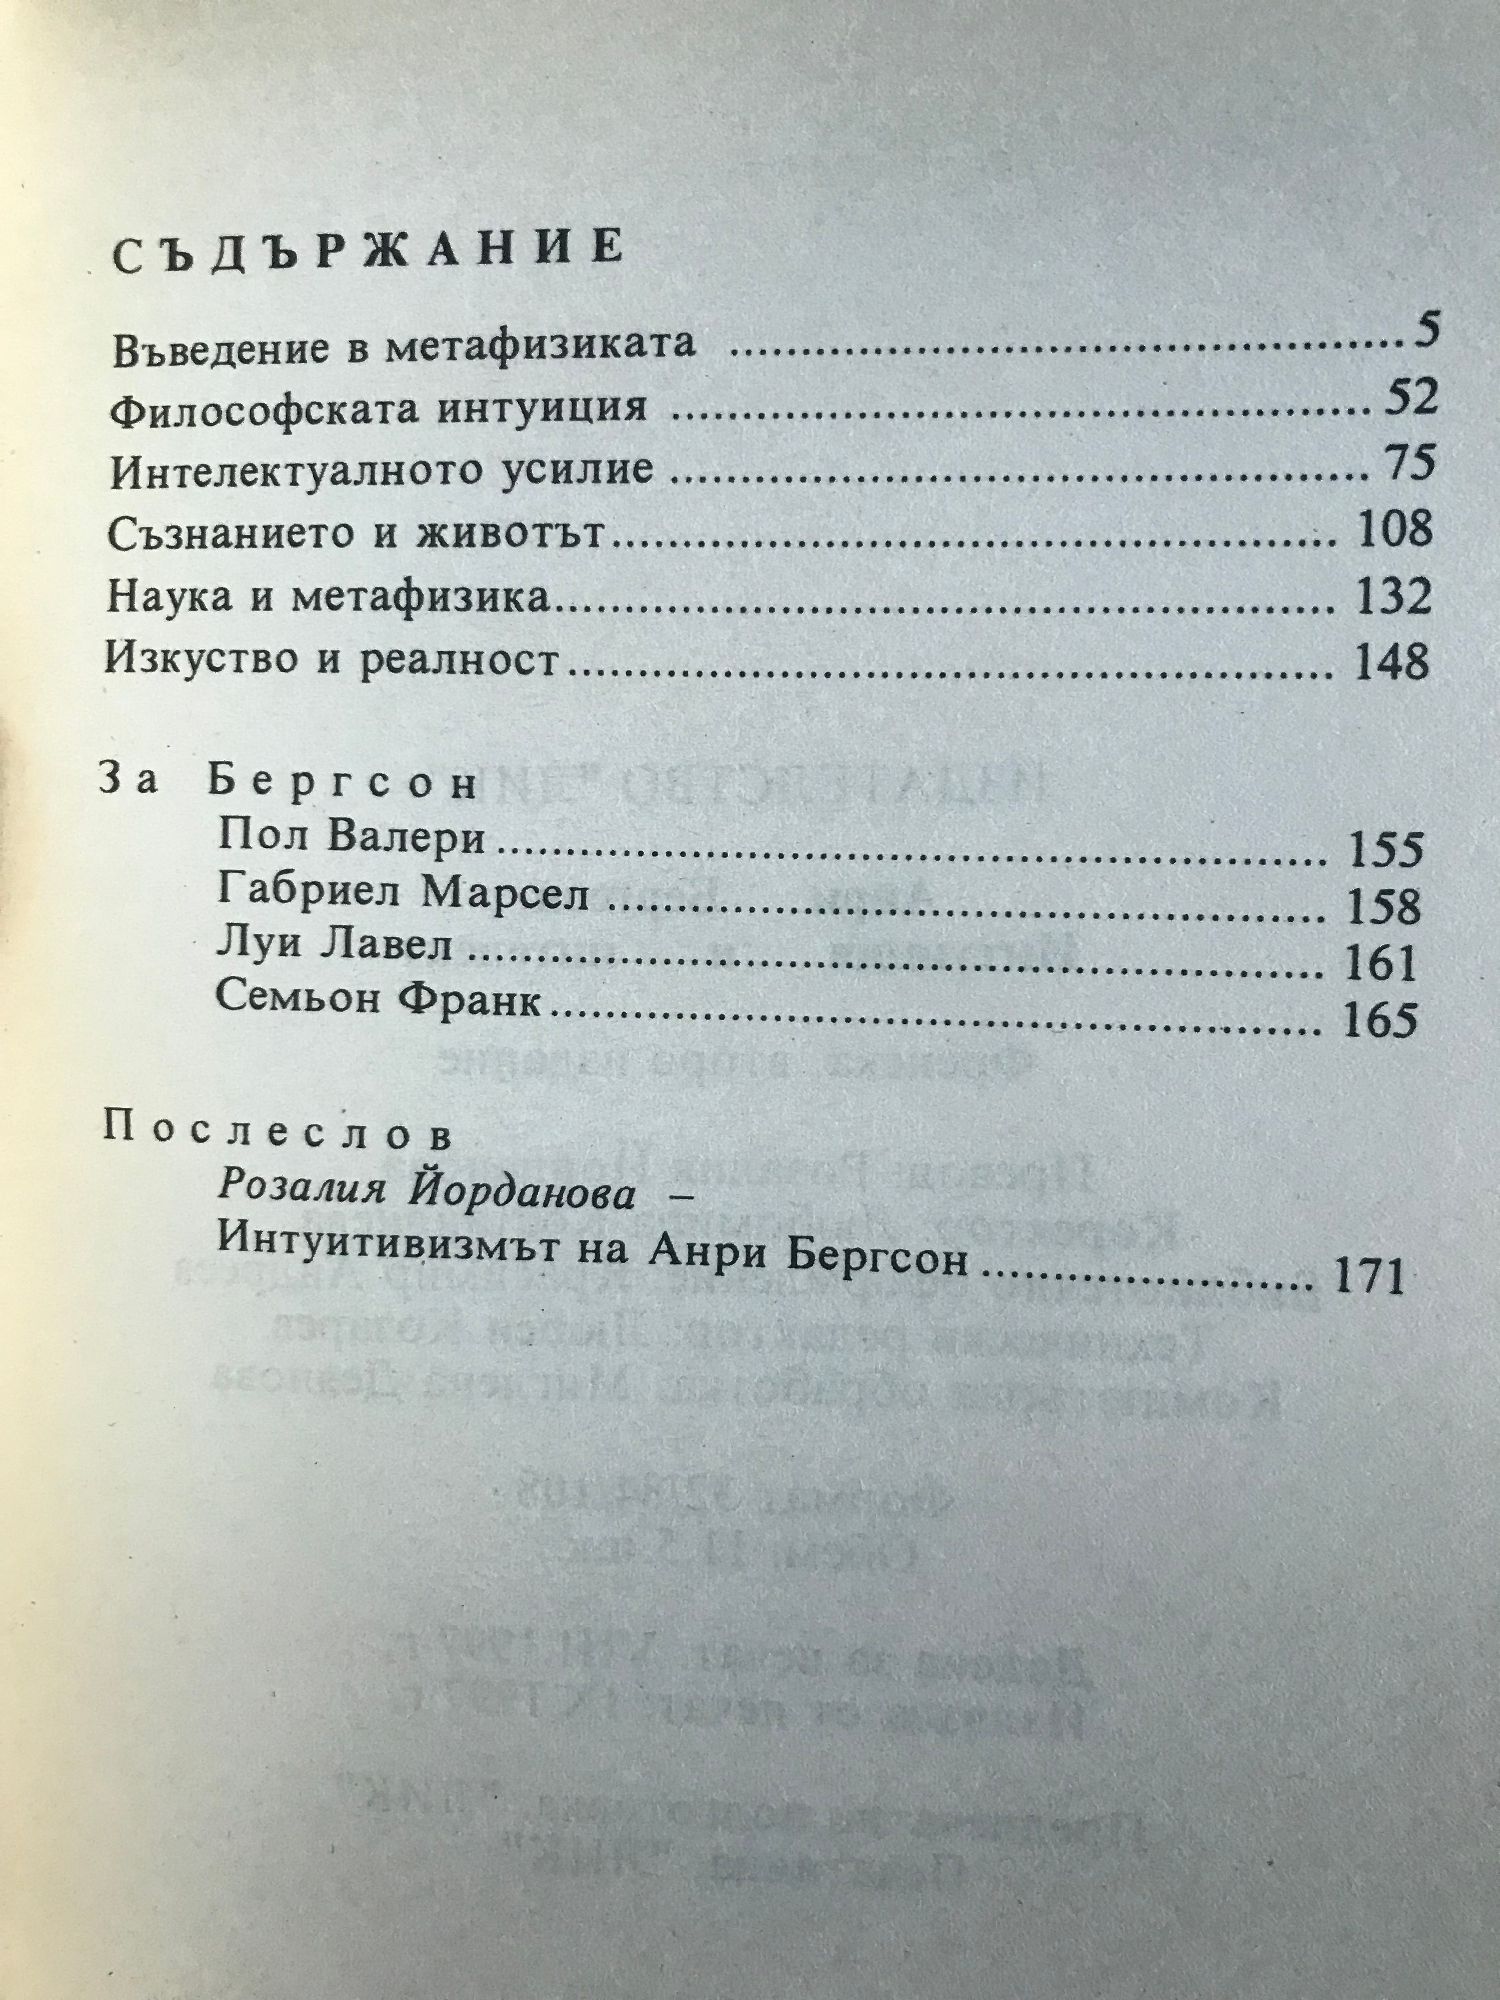 СЪДЪРЖАНИЕ
Въведение в метафизиката ........................................ 5
Философската интуиция ........................................ 52
Интелектуалното усилие ........................................ 75
Съзнанието и животът ........................................ 108
Наука и метафизика ........................................ 132
Изкуство и реалност ........................................ 148
За Бергсон
Пол Валери ........................................ 155
Габриел Марсел ........................................ 158
Луи Лавел ........................................ 161
Семьон Франк ........................................ 165
Послеслов
Розалия Йорданова –
Интуитивизмът на Анри Бергсон .................... 171